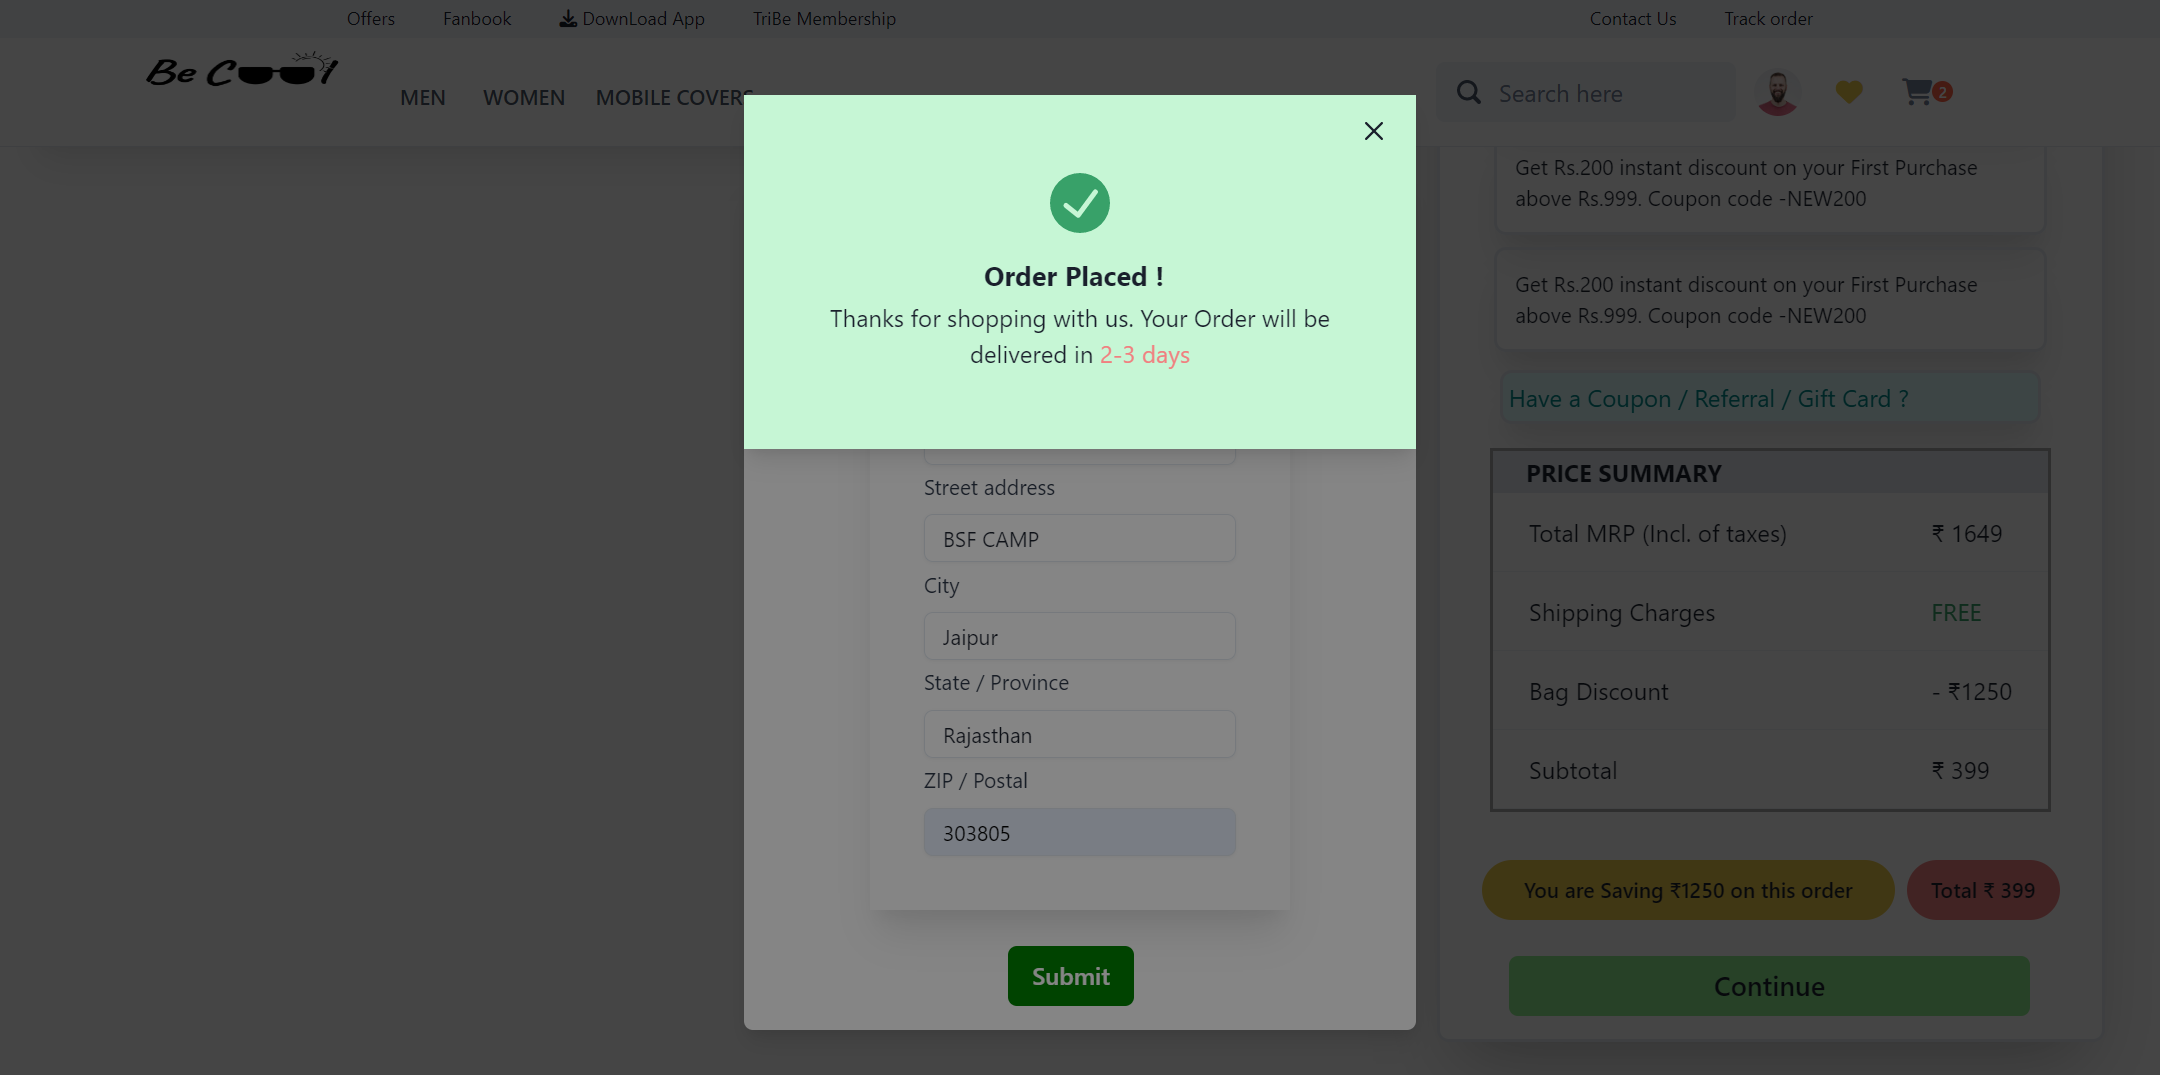 Offers
Fanbook
DownLoad App
TriBe Membership
Contact Us
Track order
Be Cool
MEN
WOMEN
MOBILE COVERS
Search here
2
Order Placed !
Thanks for shopping with us. Your Order will be
delivered in 2-3 days
Street address
BSF CAMP
City
Jaipur
State / Province
Rajasthan
ZIP / Postal
303805
Submit
Get Rs.200 instant discount on your First Purchase
above Rs.999. Coupon code -NEW200
Get Rs.200 instant discount on your First Purchase
above Rs.999. Coupon code -NEW200
Have a Coupon / Referral / Gift Card ?
PRICE SUMMARY
Total MRP (Incl. of taxes) ₹ 1649
Shipping Charges FREE
Bag Discount - ₹1250
Subtotal ₹ 399
You are Saving ₹1250 on this order
Total ₹ 399
Continue